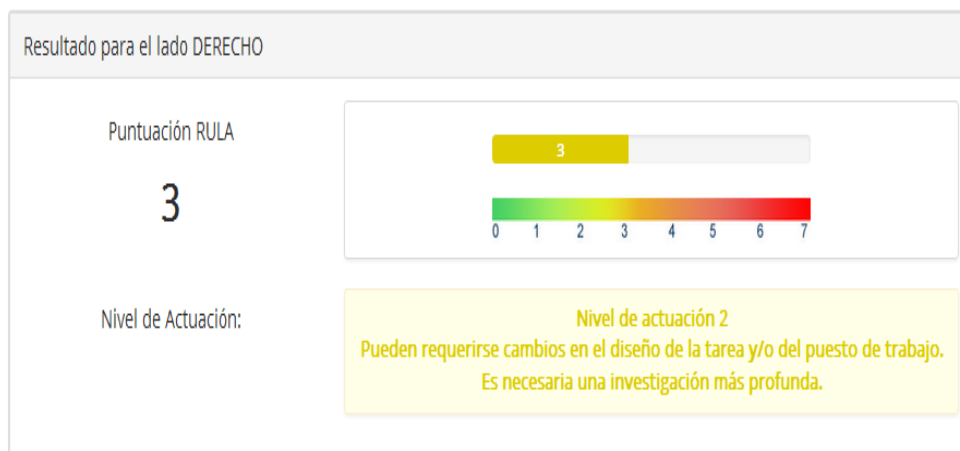 Resultado para el lado DERECHO
Puntuación RULA
3
3
0 1 2 3 4 5 6 7
Nivel de Actuación:
Nivel de actuación 2
Pueden requerirse cambios en el diseño de la tarea y/o del puesto de trabajo.
Es necesaria una investigación más profunda.